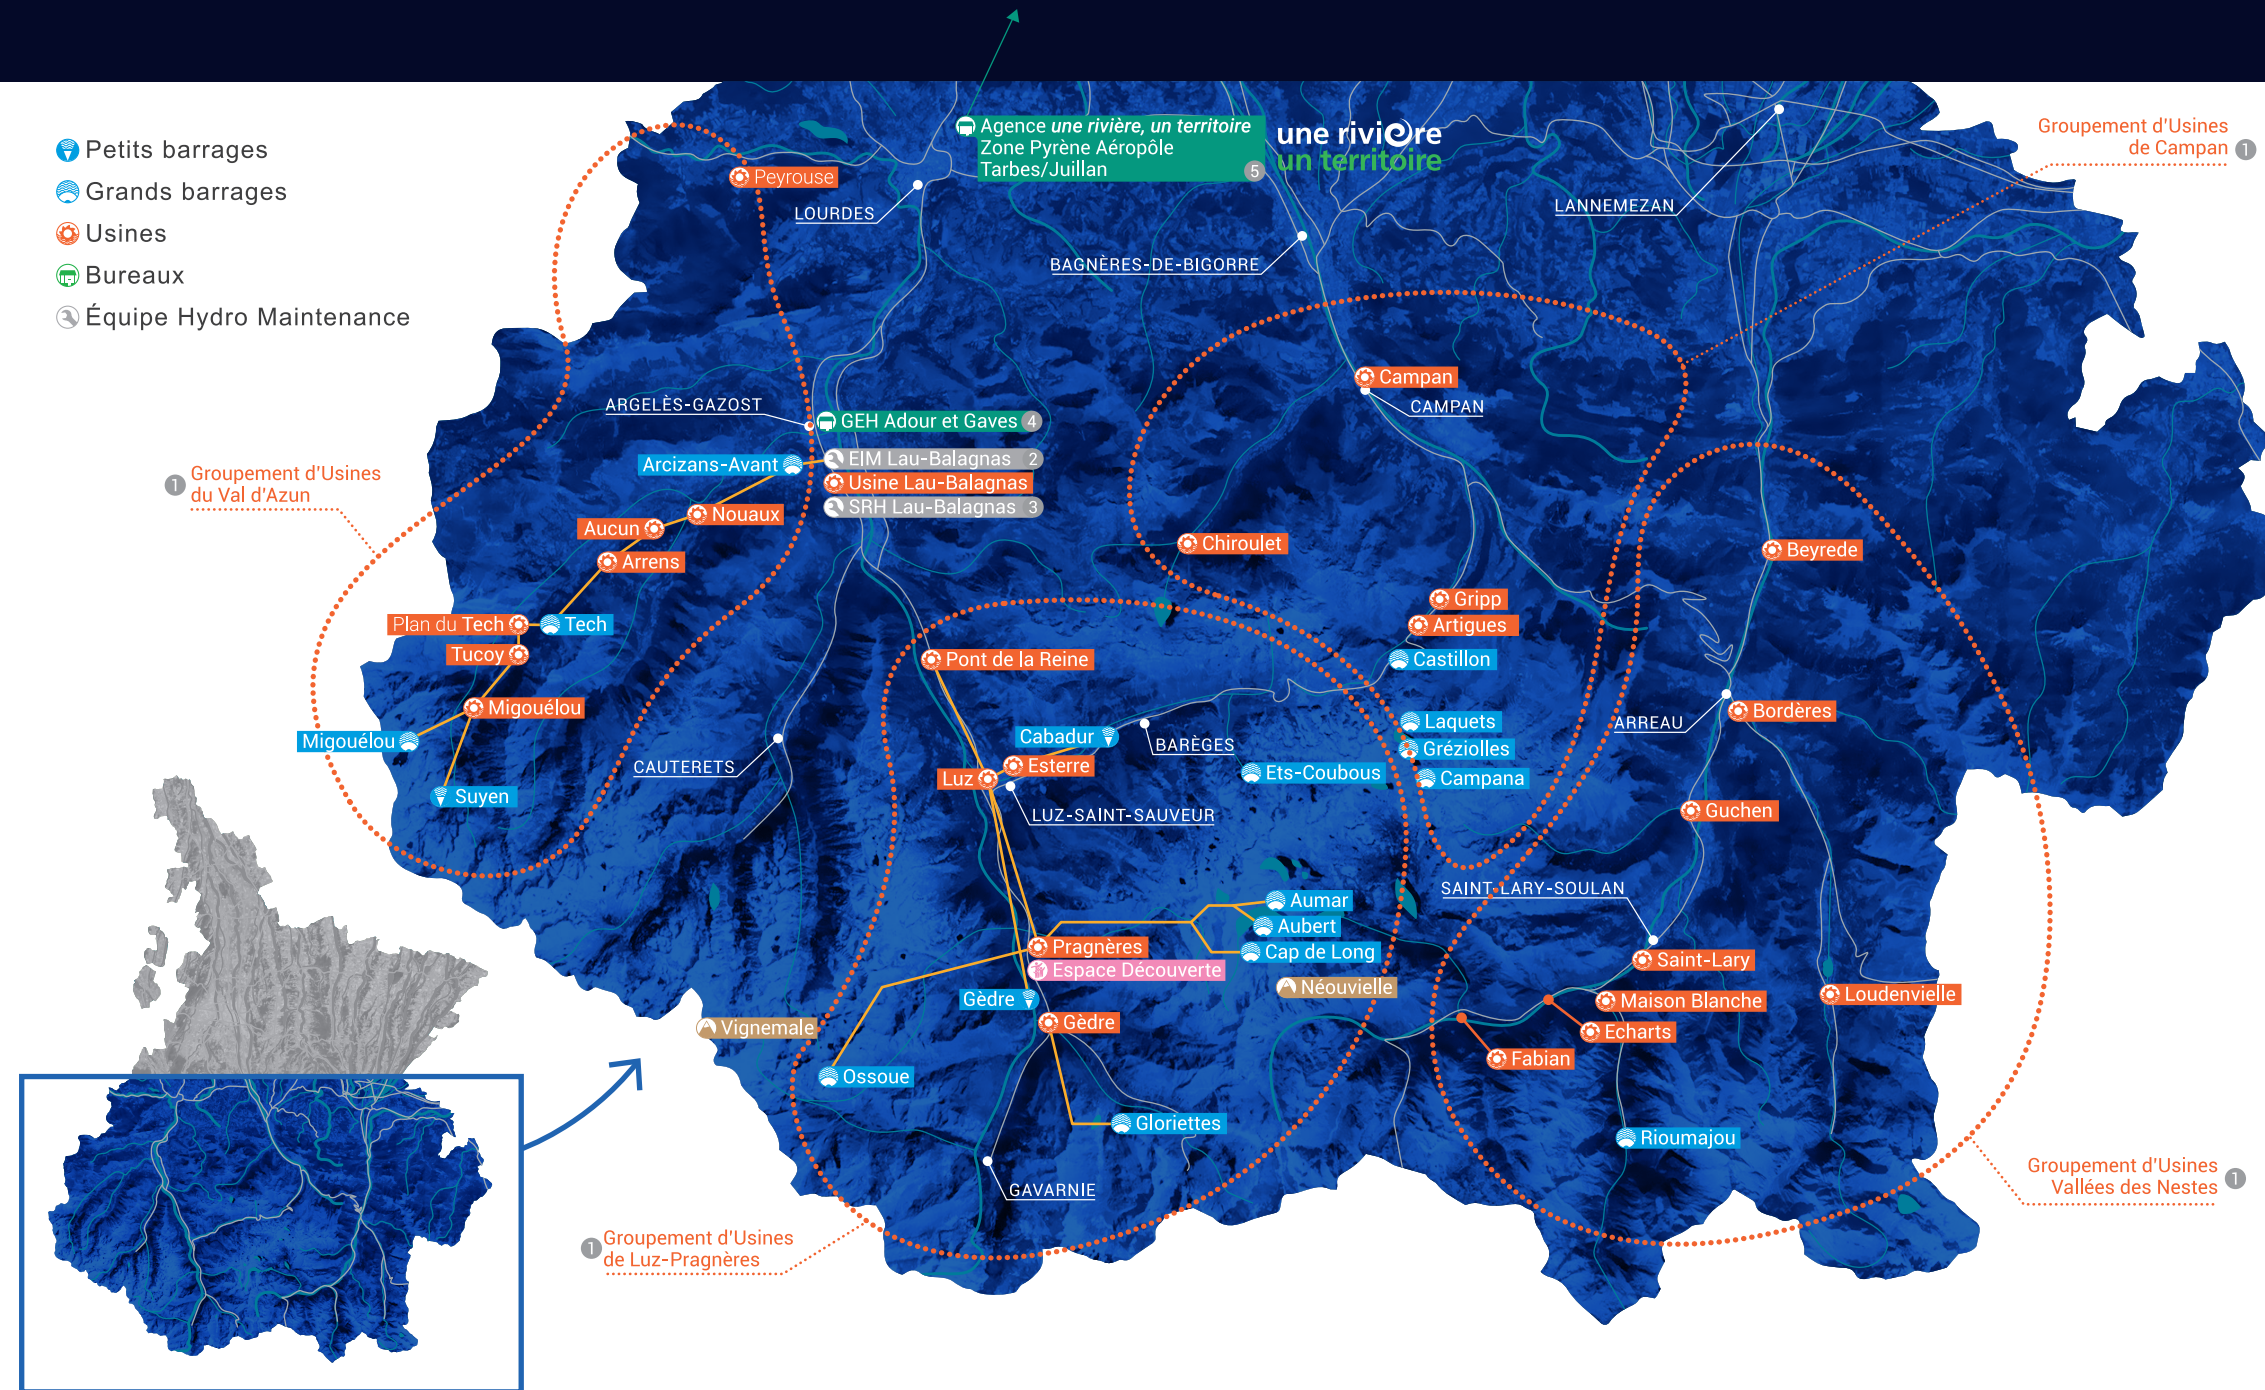 Petits barrages
Grands barrages
Usines
Bureaux
Équipe Hydro Maintenance
Agence une rivière, un territoire
Zone Pyrène Aéropôle
Tarbes/Juillan
5
une rivière
un territoire
Groupement d'Usines
de Campan 1
Peyrouse
LOURDES
BAGNÈRES-DE-BIGORRE
LANNEMEZAN
Campan
CAMPAN
ARGELÈS-GAZOST
GEH Adour et Gaves 4
Arcizans-Avant
EIM Lau-Balagnas 2
Usine Lau-Balagnas
SRH Lau-Balagnas 3
1 Groupement d'Usines
du Val d'Azun
Nouaux
Aucun
Arrens
Chiroulet
Beyrede
Plan du Tech
Tech
Tucoy
Gripp
Artigues
Castillon
Pont de la Reine
Migouélou
Migouélou
Suyen
CAUTERETS
Cabadur
BARÈGES
Esterre
Luz
LUZ-SAINT-SAUVEUR
Ets-Coubous
Laquets
Gréziolles
Campana
ARREAU
Bordères
Guchen
SAINT-LARY-SOULAN
Aumar
Aubert
Cap de Long
Pragnères
Espace Découverte
Néouvielle
Gèdre
Gèdre
Vignemale
Ossoue
Gloriettes
GAVARNIE
Saint-Lary
Maison Blanche
Echarts
Fabian
Loudenvielle
Rioumajou
1 Groupement d'Usines
de Luz-Pragnères
Groupement d'Usines
Vallées des Nestes 1